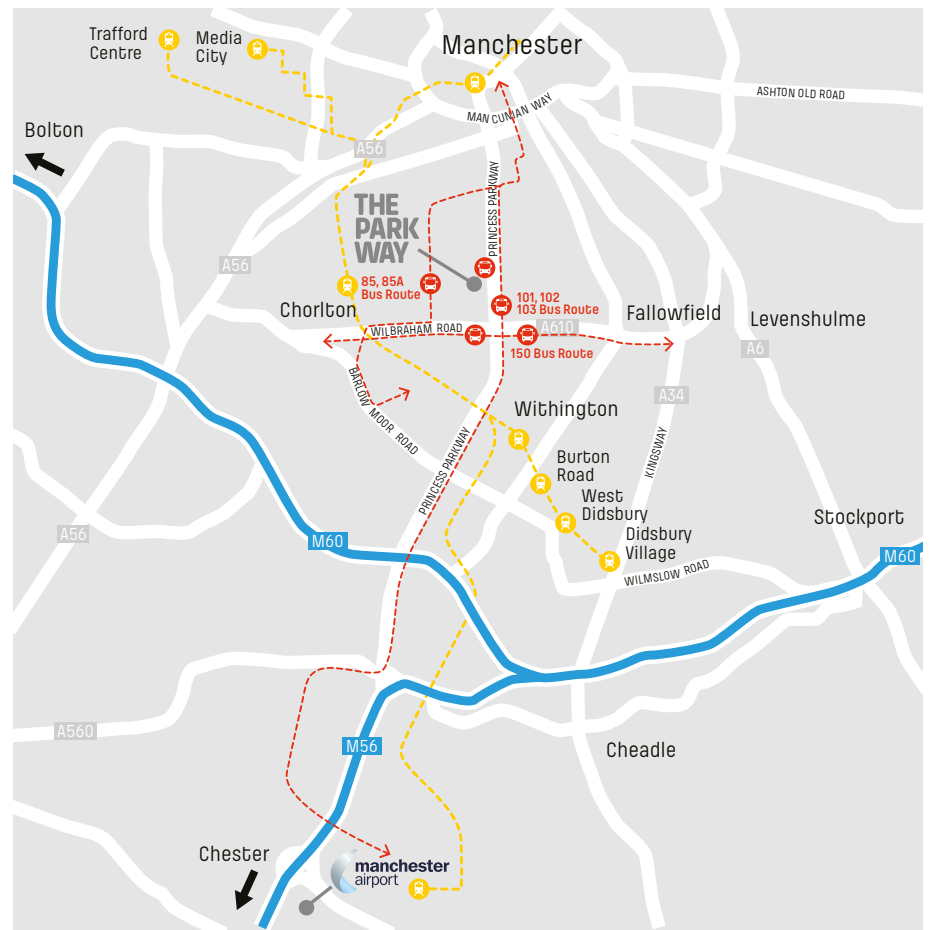 Trafford
Centre
Media
City
Manchester
ASHTON OLD ROAD
MANCUNIAN WAY
Bolton
A56
PRINCESS PARKWAY
THE
PARK
WAY
A56
85, 85A
Bus Route
101, 102
103 Bus Route
Chorlton
WILBRAHAM ROAD
A610
Fallowfield
Levenshulme
150 Bus Route
A6
BARLOW MOOR ROAD
A34
Withington
KINGSWAY
PRINCESS PARKWAY
Burton
Road
West
Didsbury
Stockport
A56
M60
Didsbury
Village
M60
WILMSLOW ROAD
A560
M56
Cheadle
Chester
manchester
airport